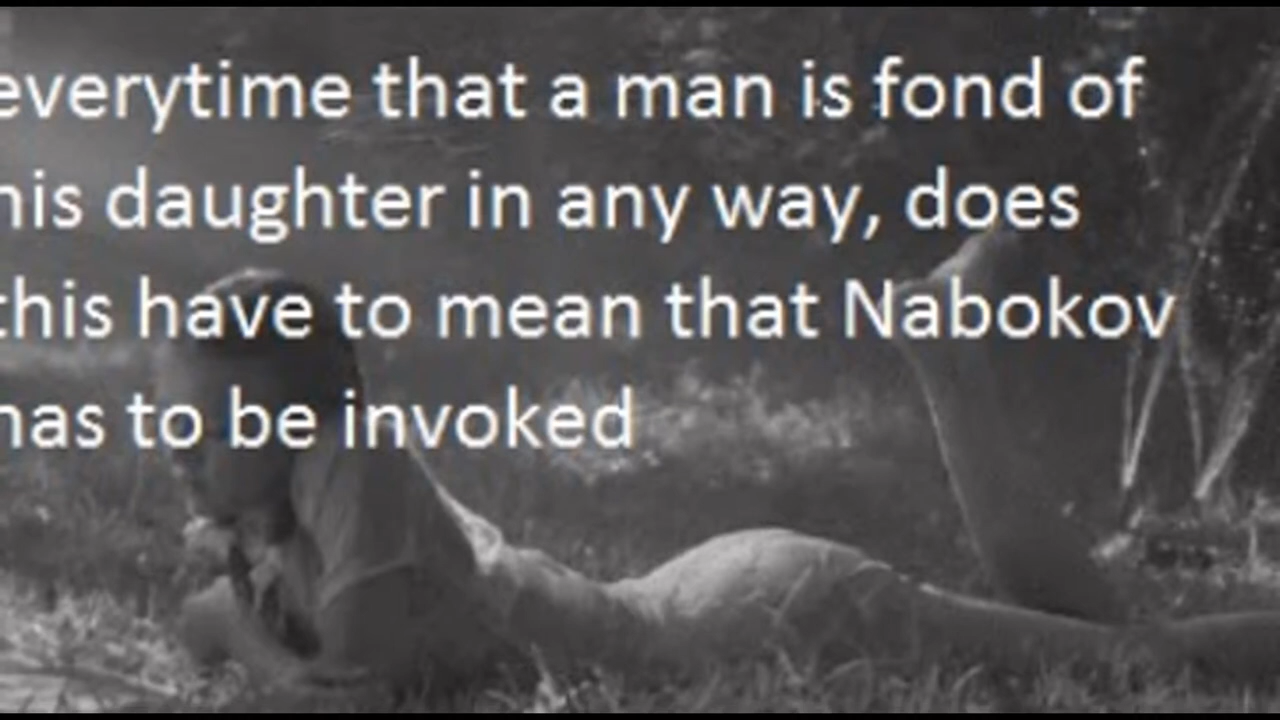 everytime that a man is fond of
his daughter in any way, does
this have to mean that Nabokov
has to be invoked